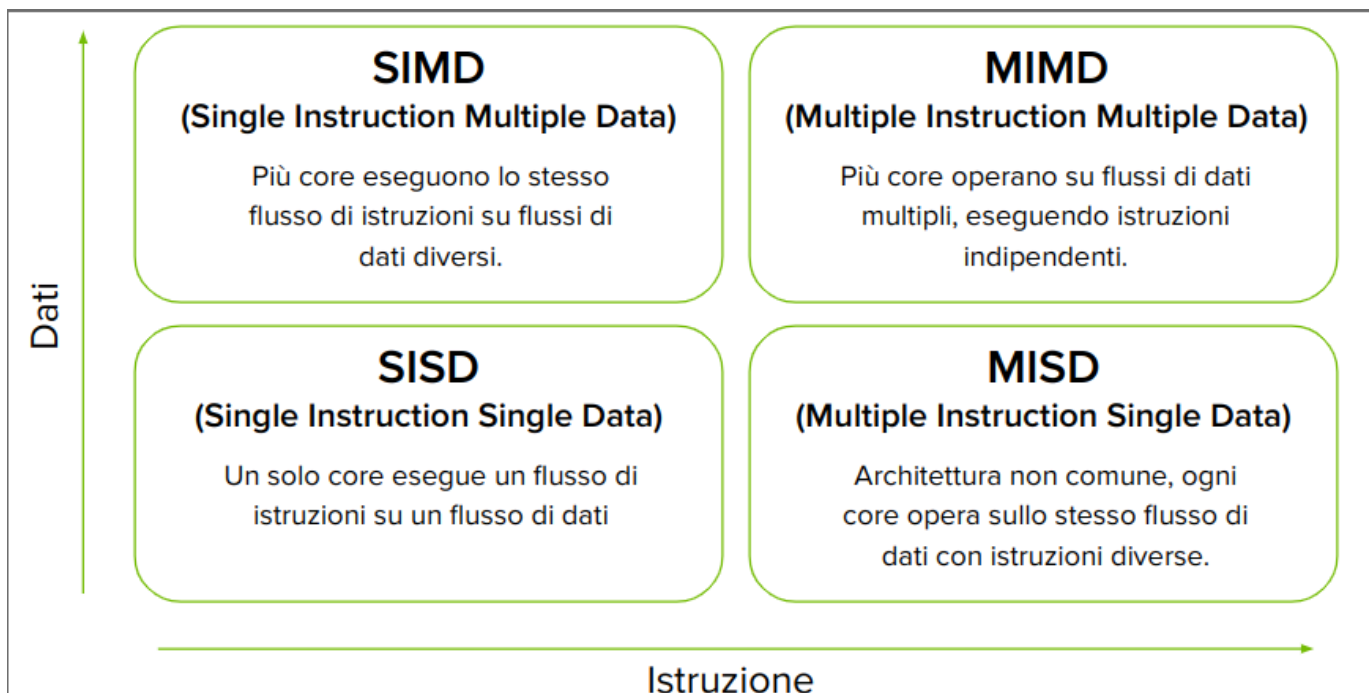 SIMD
(Single Instruction Multiple Data)
Più core eseguono lo stesso
flusso di istruzioni su flussi di
dati diversi.
MIMD
(Multiple Instruction Multiple Data)
Più core operano su flussi di dati
multipli, eseguendo istruzioni
indipendenti.
Dati
SISD
(Single Instruction Single Data)
Un solo core esegue un flusso di
istruzioni su un flusso di dati
MISD
(Multiple Instruction Single Data)
Architettura non comune, ogni
core opera sullo stesso flusso di
dati con istruzioni diverse.
Istruzione